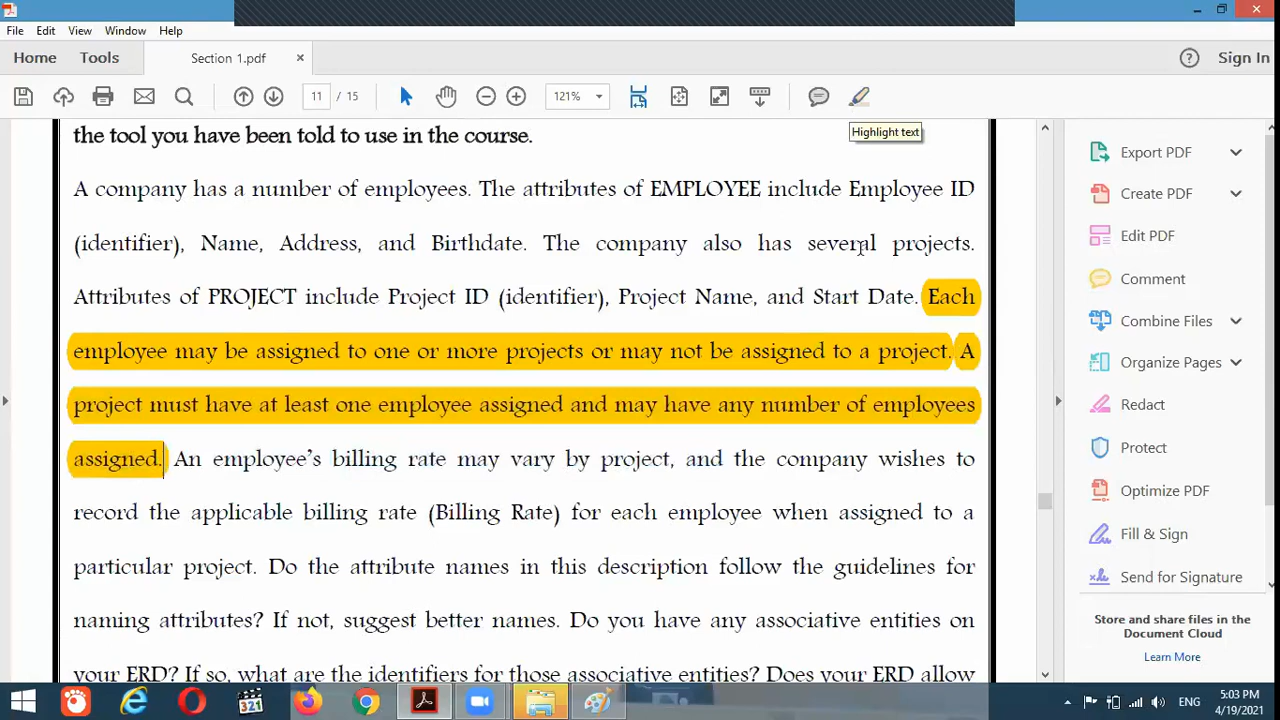 File Edit View Window Help
Home Tools Section 1.pdf × ? Sign In
11 / 15 121%
Highlight text
the tool you have been told to use in the course.
A company has a number of employees. The attributes of EMPLOYEE include Employee ID
(identifier), Name, Address, and Birthdate. The company also has several projects.
Attributes of PROJECT include Project ID (identifier), Project Name, and Start Date. Each
employee may be assigned to one or more projects or may not be assigned to a project. A
project must have at least one employee assigned and may have any number of employees
assigned. An employee’s billing rate may vary by project, and the company wishes to
record the applicable billing rate (Billing Rate) for each employee when assigned to a
particular project. Do the attribute names in this description follow the guidelines for
naming attributes? If not, suggest better names. Do you have any associative entities on
your ERD? If so, what are the identifiers for those associative entities? Does your ERD allow
Export PDF
Create PDF
Edit PDF
Comment
Combine Files
Organize Pages
Redact
Protect
Optimize PDF
Fill & Sign
Send for Signature
Store and share files in the
Document Cloud
Learn More
321
ENG
5:03 PM
4/19/2021